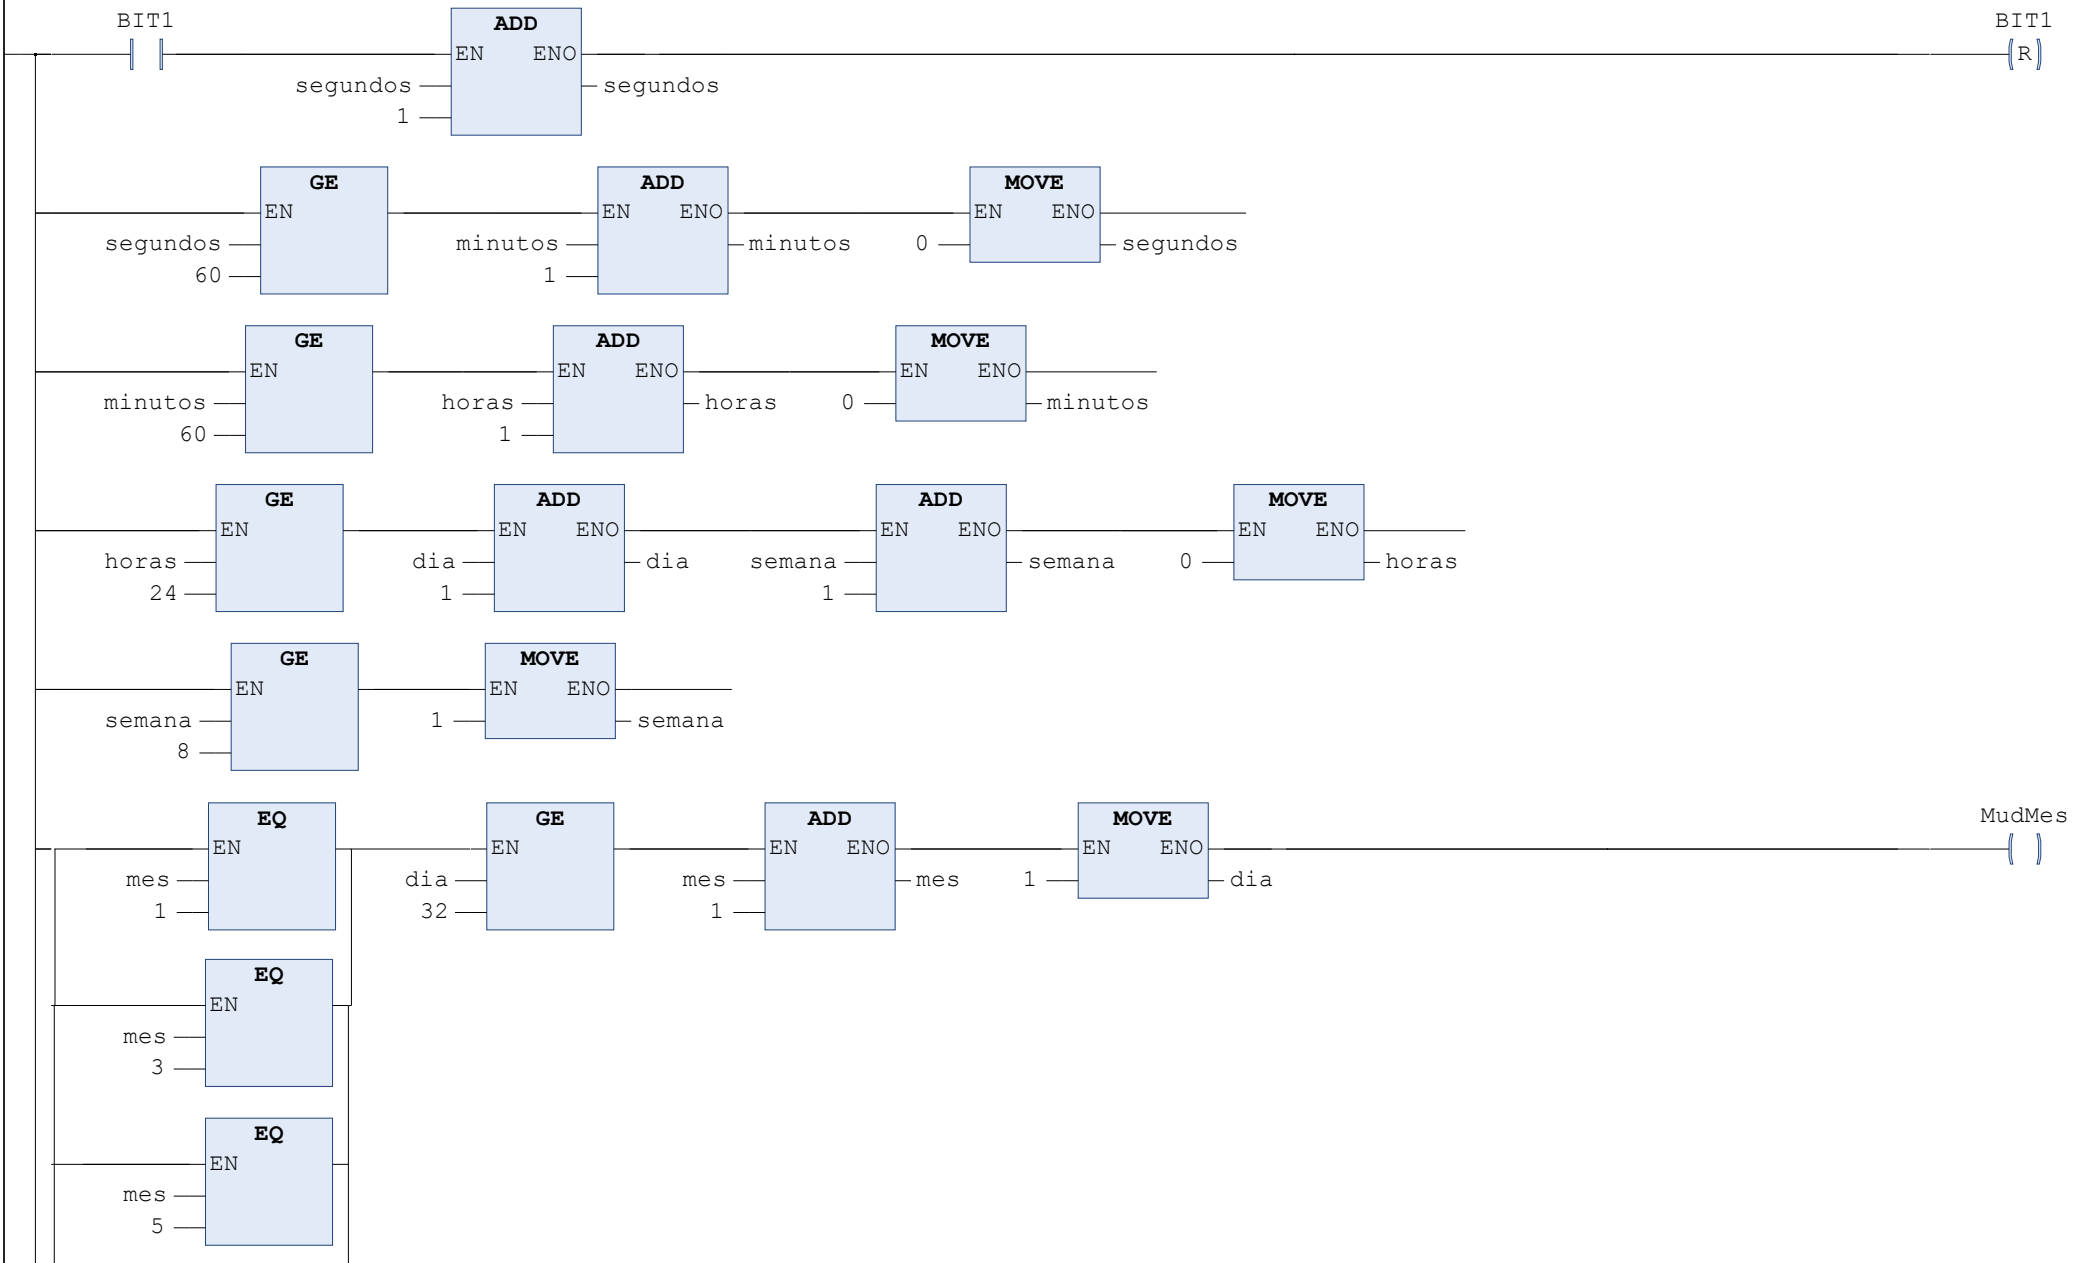 BIT1 ADD BIT1
EN ENO (R)
segundos segundos
1
GE ADD MOVE
EN EN ENO EN ENO
segundos minutos minutos 0 segundos
60 1
GE ADD MOVE
EN EN ENO EN ENO
minutos horas horas 0 minutos
60 1
GE ADD ADD MOVE
EN EN ENO EN ENO EN ENO
horas dia dia semana semana 0 horas
24 1 1
GE MOVE
EN EN ENO
semana 1 semana
8
EQ GE ADD MOVE MudMes
EN EN EN ENO EN ENO ( )
mes dia mes mes 1 dia
1 32 1
EQ
EN
mes
3
EQ
EN
mes
5